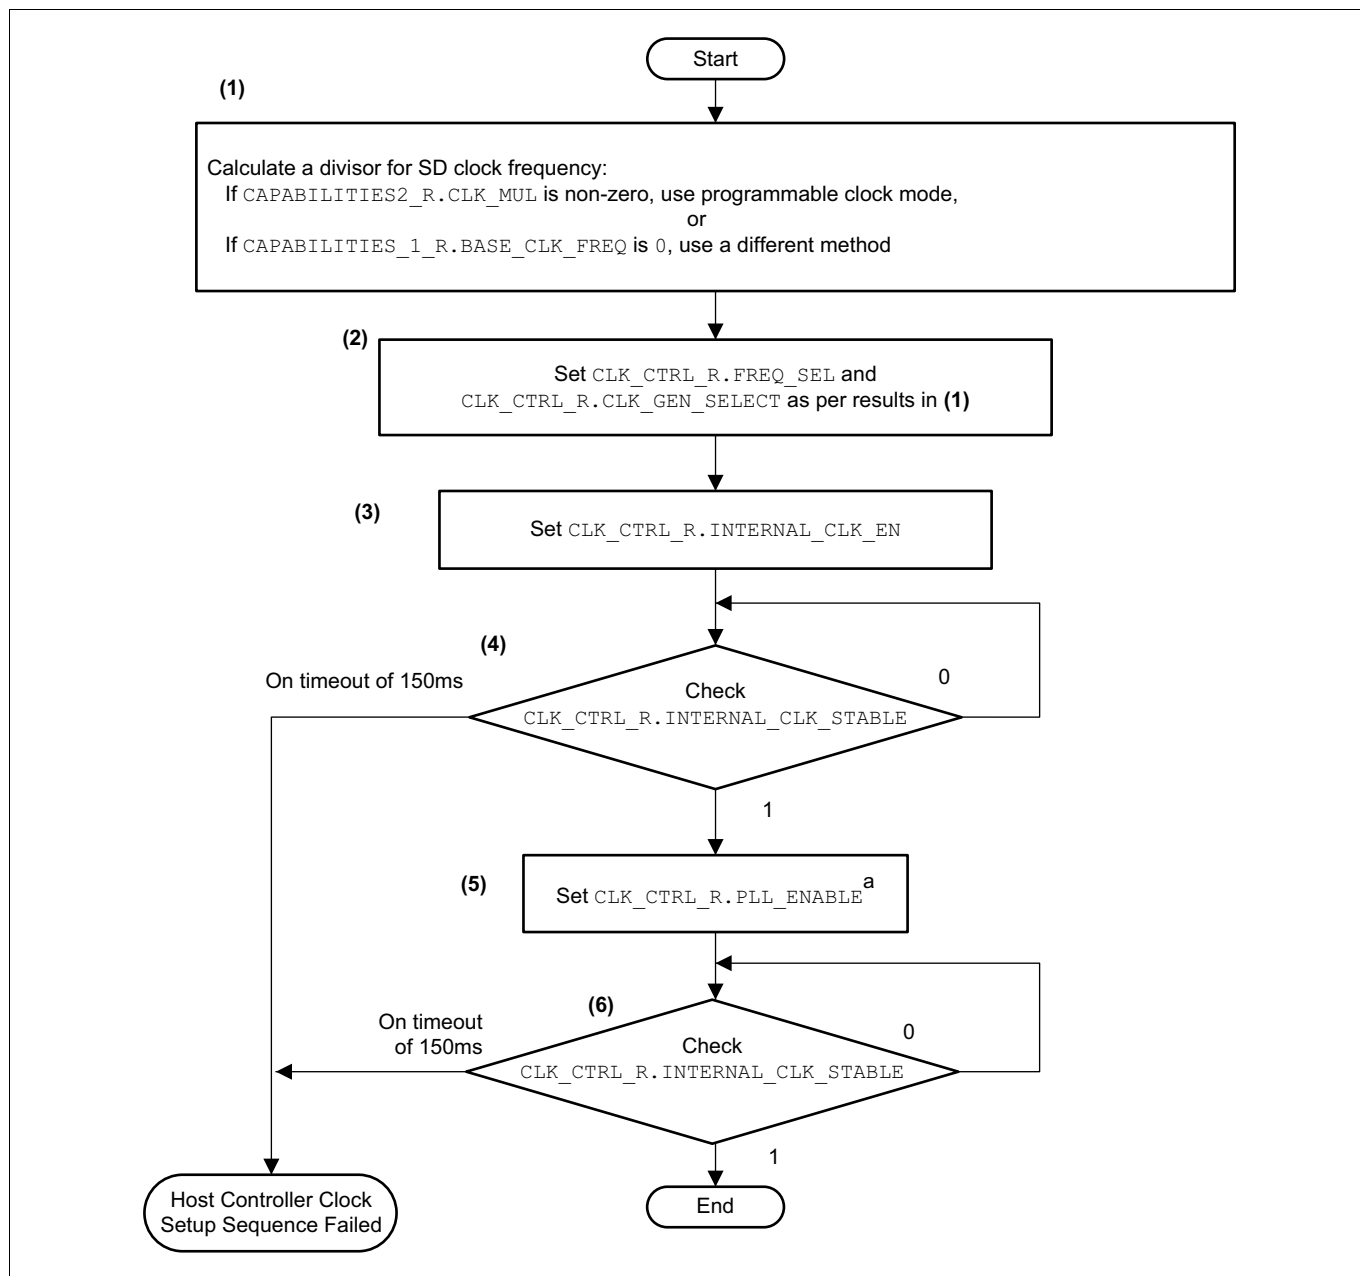 Start
(1)
Calculate a divisor for SD clock frequency:
If CAPABILITIES2_R.CLK_MUL is non-zero, use programmable clock mode,
or
If CAPABILITIES_1_R.BASE_CLK_FREQ is 0, use a different method
(2)
Set CLK_CTRL_R.FREQ_SEL and
CLK_CTRL_R.CLK_GEN_SELECT as per results in (1)
(3)
Set CLK_CTRL_R.INTERNAL_CLK_EN
(4)
On timeout of 150ms
0
Check
CLK_CTRL_R.INTERNAL_CLK_STABLE
1
(5)
Set CLK_CTRL_R.PLL_ENABLEa
(6)
On timeout
of 150ms
0
Check
CLK_CTRL_R.INTERNAL_CLK_STABLE
1
Host Controller Clock
Setup Sequence Failed
End